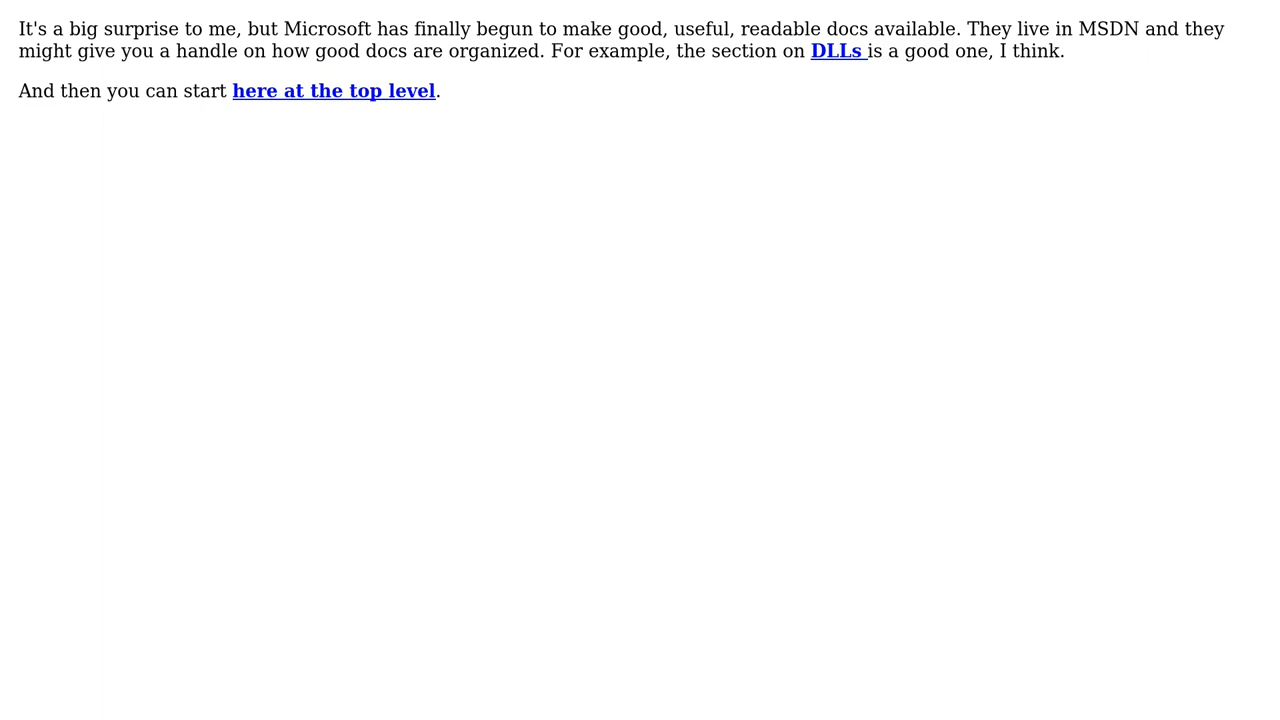 It's a big surprise to me, but Microsoft has finally begun to make good, useful, readable docs available. They live in MSDN and they
might give you a handle on how good docs are organized. For example, the section on DLLs is a good one, I think.
And then you can start here at the top level.